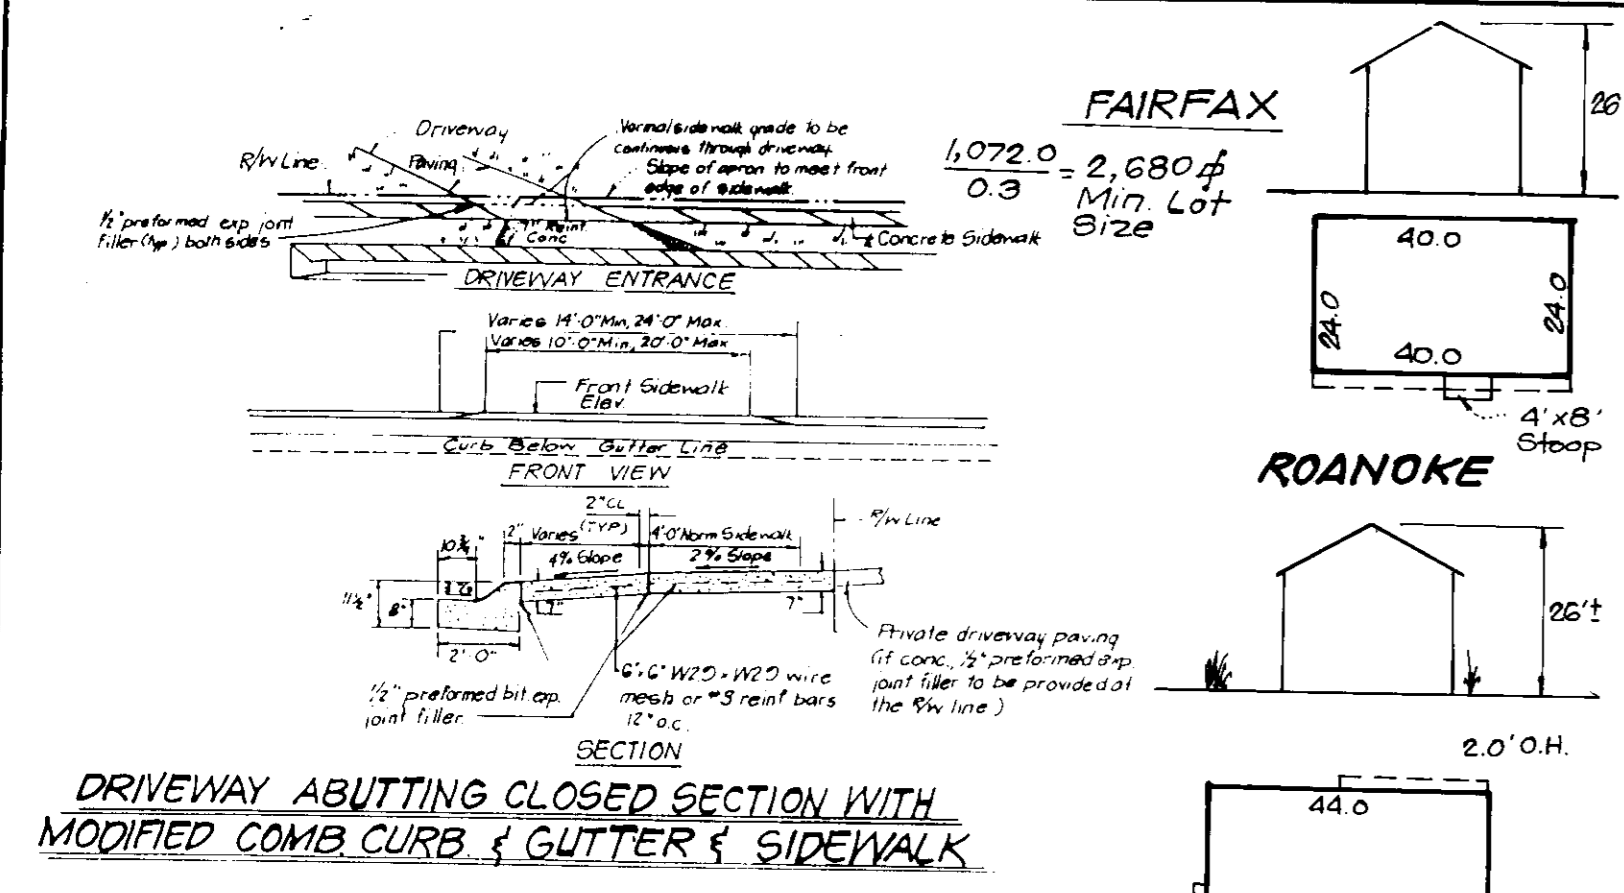 Driveway
Paving
R/W Line
Normal sidewalk grade to be
continuous through driveway
Slope of apron to meet front
edge of sidewalk.
1/2" preformed exp joint
filler (typ) both sides
7" Reinf.
Conc
Concrete Sidewalk
DRIVEWAY ENTRANCE
Varies 14'-0" Min, 24'-0" Max.
Varies 10'-0" Min, 20'-0" Max
Front Sidewalk
Elev.
Curb Below Gutter Line
FRONT VIEW
2" CL
(TYP)
R/W Line
10 3/4"
2"
Varies
4'-0" Norm Sidewalk
4% Slope
2% Slope
11 1/2"
8"
7"
7"
2'-0"
1/2" preformed bit. exp.
joint filler.
6"x6" W2.9 x W2.9 wire
mesh or #3 reinf bars
12" o.c.
Private driveway paving
(if conc., 1/2" preformed exp.
joint filler to be provided at
the R/W line)
SECTION
DRIVEWAY ABUTTING CLOSED SECTION WITH
MODIFIED COMB. CURB. & GUTTER & SIDEWALK
FAIRFAX
1,072.0
0.3
= 2,680 ⏍
Min. Lot
Size
26
40.0
24.0
24.0
40.0
4'x8'
Stoop
ROANOKE
26'±
2.0' O.H.
44.0